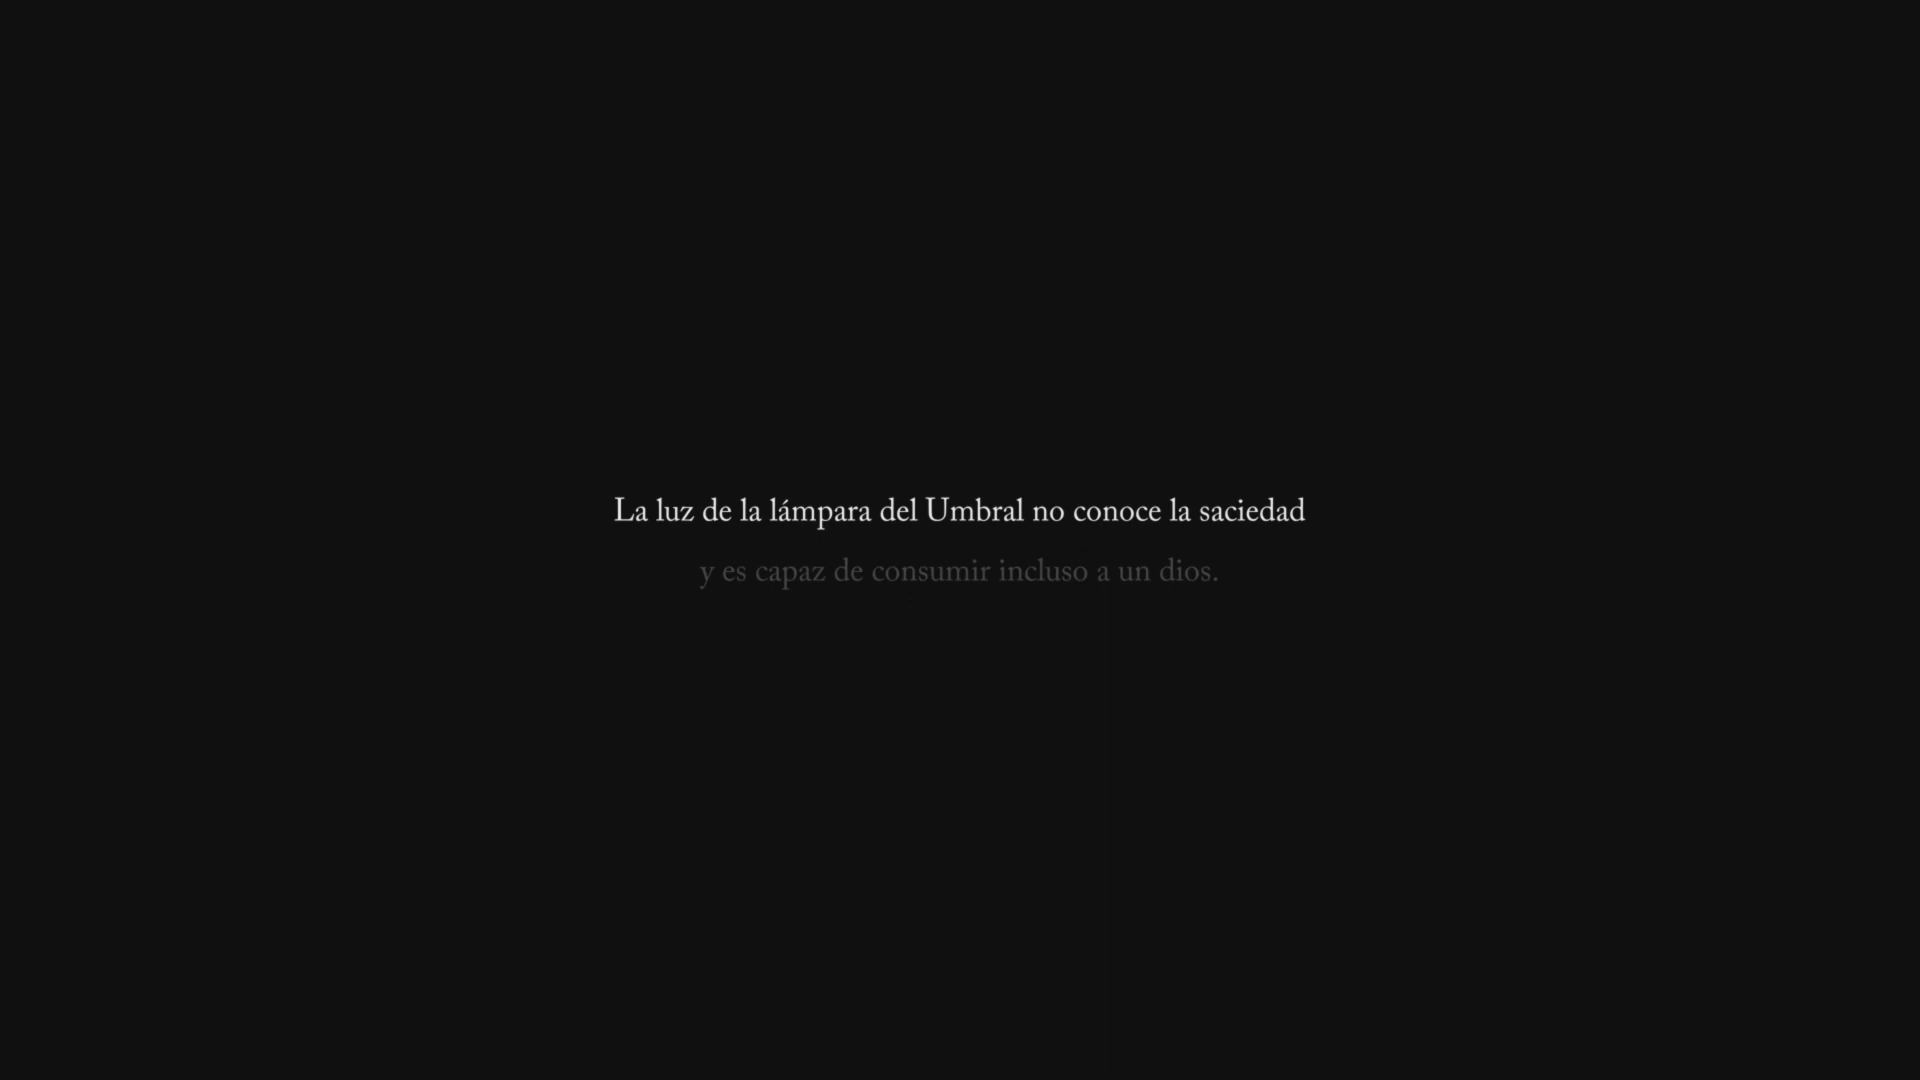 La luz de la lámpara del Umbral no conoce la saciedad
y es capaz de consumir incluso a un dios.